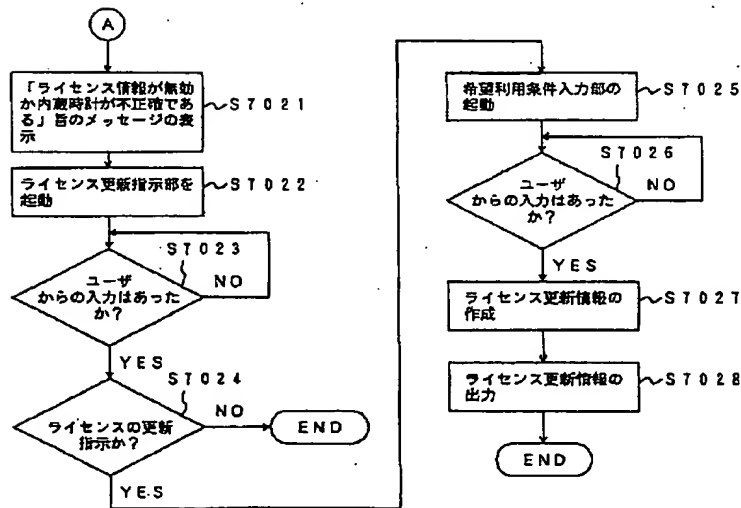 A
「ライセンス情報が無効
か内蔵時計が不正確であ
る」旨のメッセージの表
示
S7021
ライセンス更新指示部を
起動
S7022
S7023
ユーザ
からの入力はあった
か?
NO
YES
S7024
ライセンスの更新
指示か?
NO
END
YES
希望利用条件入力部の
起動
S7025
S7026
ユーザ
からの入力はあった
か?
NO
YES
ライセンス更新情報の
作成
S7027
ライセンス更新情報の
出力
S7028
END